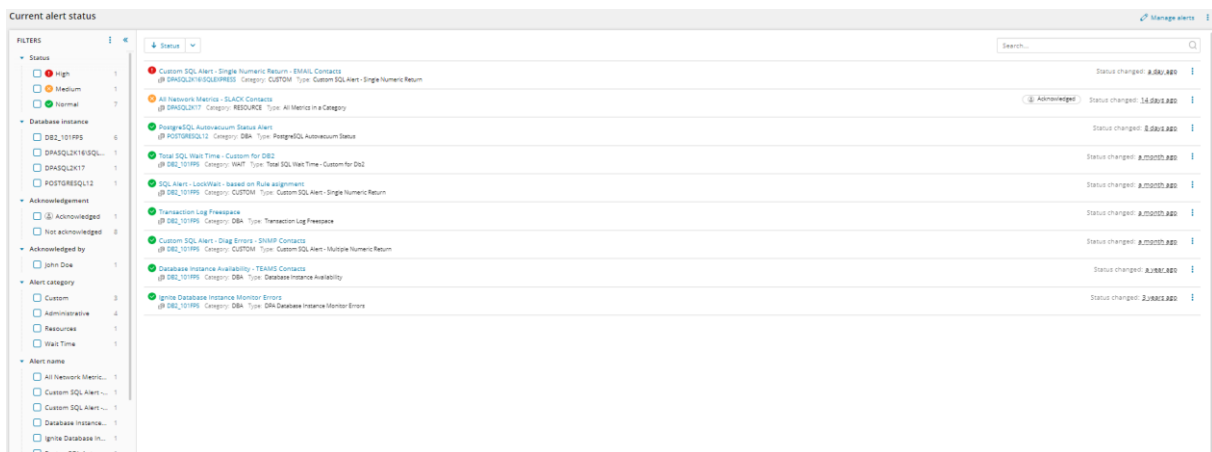 Current alert status
Manage alerts
FILTERS
Status
High 1
Medium 1
Normal 7
Database instance
DB2_101FP5 6
DPASQL2K16\SQL... 1
DPASQL2K17 1
POSTGRESQL12 1
Acknowledgement
Acknowledged 1
Not acknowledged 8
Acknowledged by
John Doe 1
Alert category
Custom 3
Administrative 4
Resources 1
Wait Time 1
Alert name
All Network Metric... 1
Custom SQL Alert -... 1
Custom SQL Alert -... 1
Database Instance... 1
Ignite Database In... 1
Status
Search...
Custom SQL Alert - Single Numeric Return - EMAIL Contacts
DPASQL2K16\SQLEXPRESS Category: CUSTOM Type: Custom SQL Alert - Single Numeric Return
Status changed: a day ago
All Network Metrics - SLACK Contacts
DPASQL2K17 Category: RESOURCE Type: All Metrics in a Category
Acknowledged Status changed: 14 days ago
PostgreSQL Autovacuum Status Alert
POSTGRESQL12 Category: DBA Type: PostgreSQL Autovacuum Status
Status changed: 8 days ago
Total SQL Wait Time - Custom for DB2
DB2_101FP5 Category: WAIT Type: Total SQL Wait Time - Custom for Db2
Status changed: a month ago
SQL Alert - LockWait - based on Rule asignment
DB2_101FP5 Category: CUSTOM Type: Custom SQL Alert - Single Numeric Return
Status changed: a month ago
Transaction Log Freespace
DB2_101FP5 Category: DBA Type: Transaction Log Freespace
Status changed: a month ago
Custom SQL Alert - Diag Errors - SNMP Contacts
DB2_101FP5 Category: CUSTOM Type: Custom SQL Alert - Multiple Numeric Return
Status changed: a month ago
Database Instance Availability - TEAMS Contacts
DB2_101FP5 Category: DBA Type: Database Instance Availability
Status changed: a year ago
Ignite Database Instance Monitor Errors
DB2_101FP5 Category: DBA Type: DPA Database Instance Monitor Errors
Status changed: 3 years ago